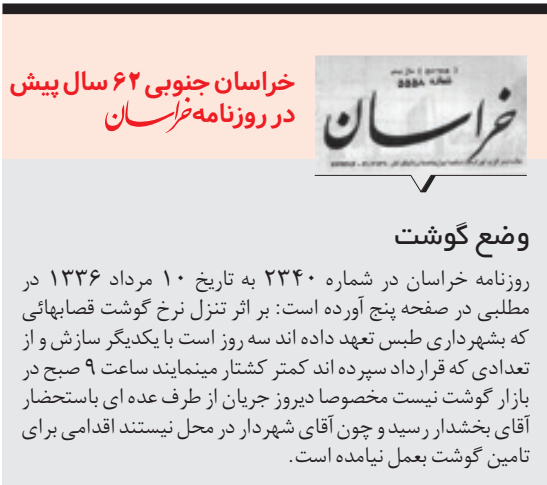 خراسان جنوبی ۶۲ سال پیش
در روزنامه خراسان
شماره ۵۵۵۸
خراسان
وضع گوشت
روزنامه خراسان در شماره ۲۳۴۰ به تاریخ ۱۰ مرداد ۱۳۳۶ در
مطلبی در صفحه پنج آورده است: بر اثر تنزل نرخ گوشت قصابهائی
که بشهرداری طبس تعهد داده اند سه روز است با یکدیگر سازش و از
تعدادی که قرارداد سپرده اند کمتر کشتار مینمایند ساعت ۹ صبح در
بازار گوشت نیست مخصوصا دیروز جریان از طرف عده ای باستحضار
آقای بخشدار رسید و چون آقای شهردار در محل نیستند اقدامی برای
تامین گوشت بعمل نیامده است.